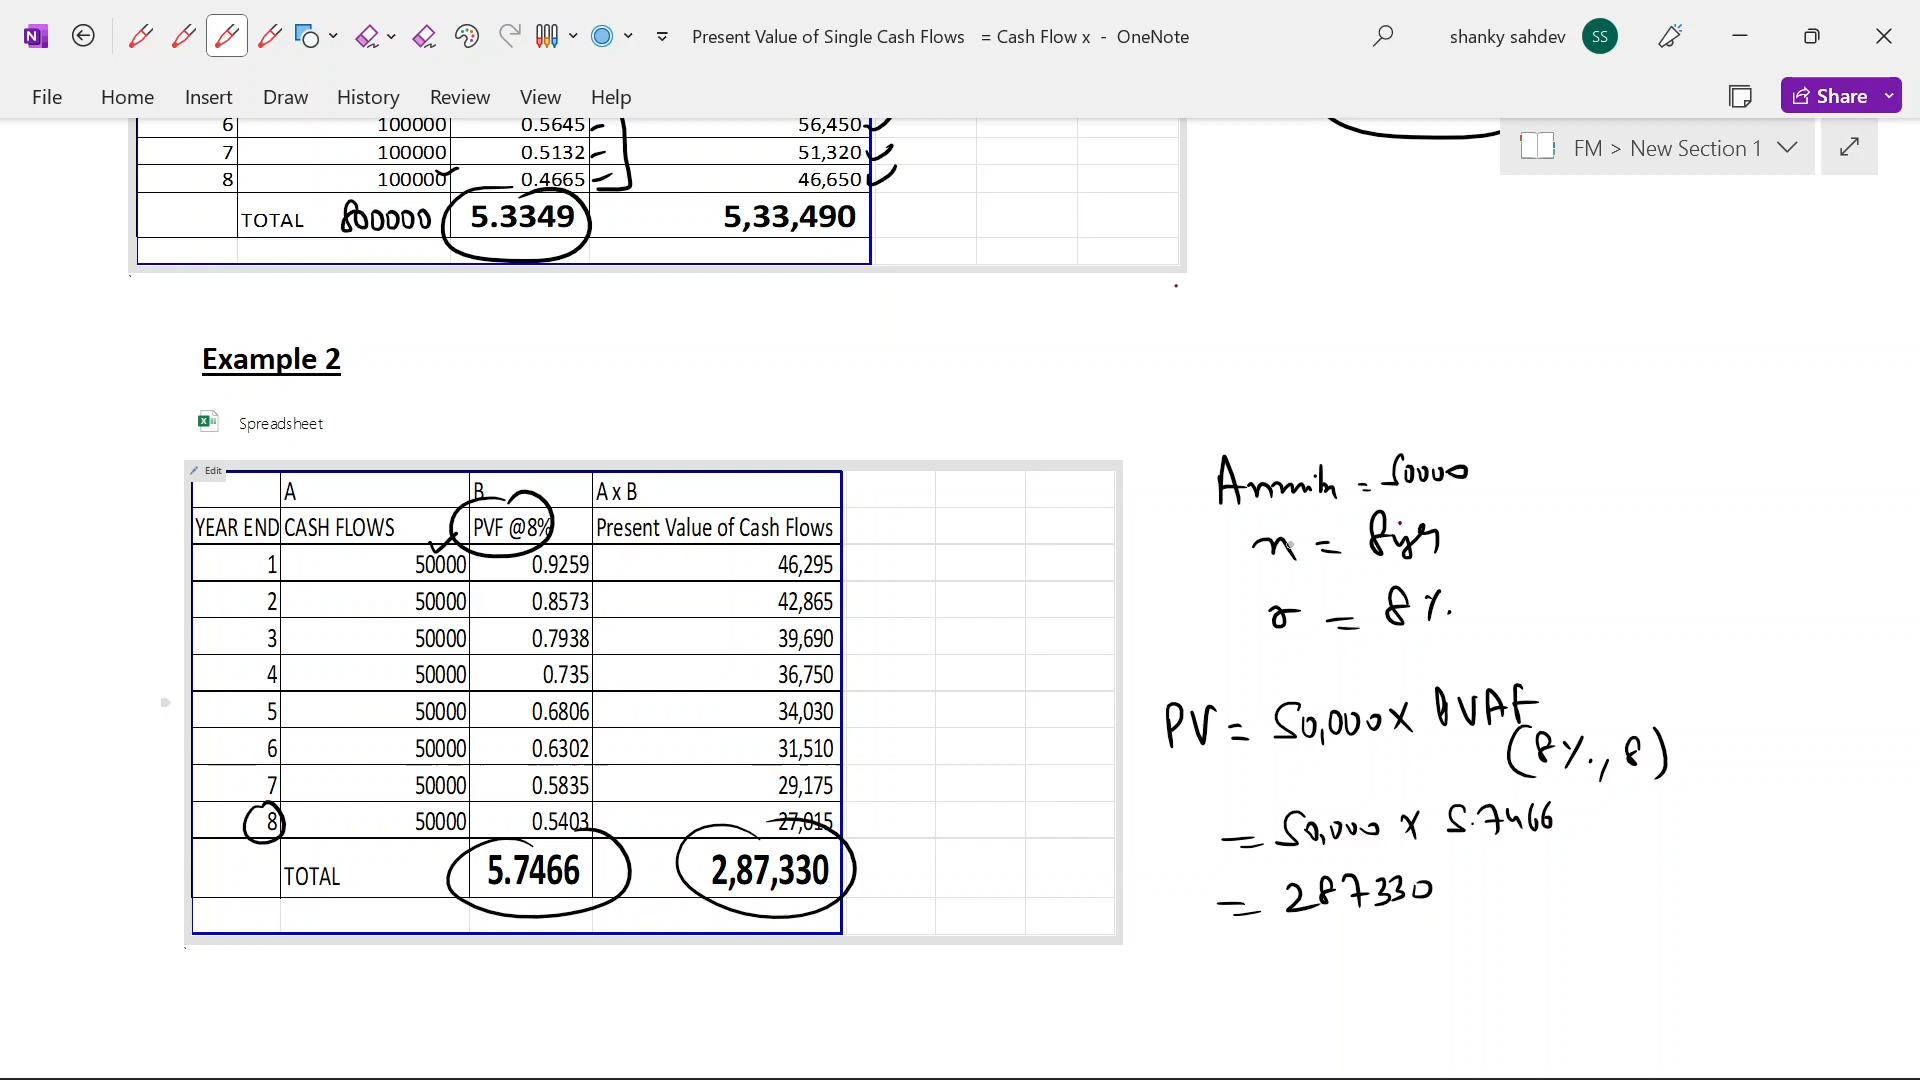 Present Value of Single Cash Flows = Cash Flow x - OneNote
shanky sahdev SS
File Home Insert Draw History Review View Help
Share
FM > New Section 1
6 100000 0.5645 56,450
7 100000 0.5132 51,320
8 100000 0.4665 46,650
TOTAL 800000 5.3349 5,33,490
Example 2
Spreadsheet
Edit
A B A x B
YEAR END CASH FLOWS PVF @8% Present Value of Cash Flows
1 50000 0.9259 46,295
2 50000 0.8573 42,865
3 50000 0.7938 39,690
4 50000 0.735 36,750
5 50000 0.6806 34,030
6 50000 0.6302 31,510
7 50000 0.5835 29,175
8 50000 0.5403 27,015
TOTAL 5.7466 2,87,330
= 50000
n = 8
r = 8%.
PV = 50,000 x PVAF
(8%., 8)
= 50,000 x 5.7466
= 287330